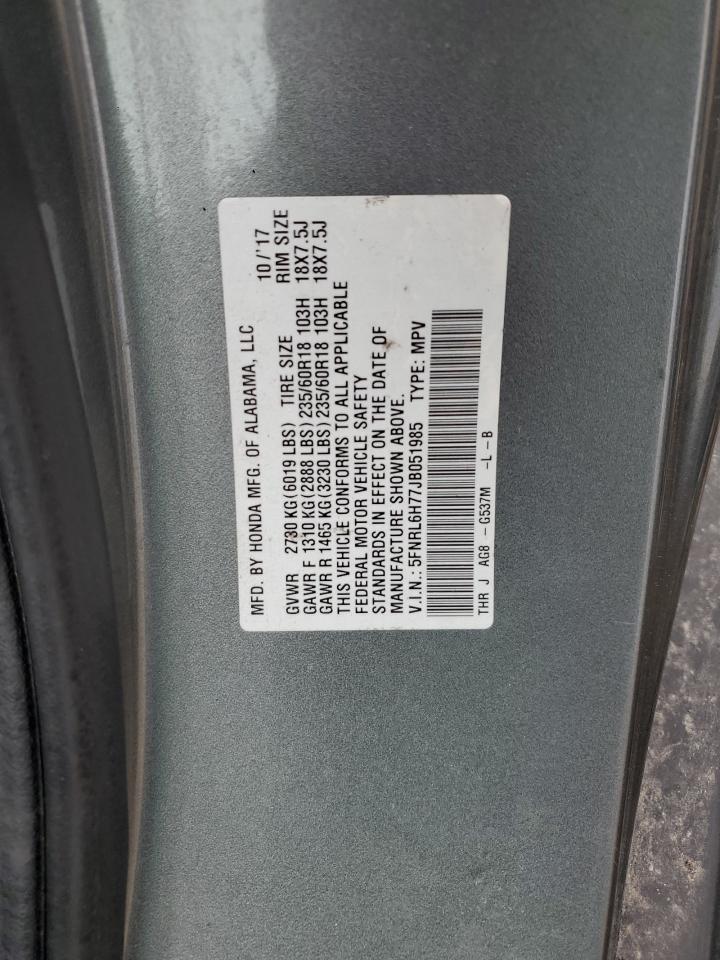 MFD. BY HONDA MFG. OF ALABAMA, LLC 10/'17
GVWR 2730 KG (6019 LBS) TIRE SIZE RIM SIZE
GAWR F 1310 KG (2888 LBS) 235/60R18 103H 18X7.5J
GAWR R 1465 KG (3230 LBS) 235/60R18 103H 18X7.5J
THIS VEHICLE CONFORMS TO ALL APPLICABLE
FEDERAL MOTOR VEHICLE SAFETY
STANDARDS IN EFFECT ON THE DATE OF
MANUFACTURE SHOWN ABOVE.
V.I.N.: 5FNRL6H77JB051985 TYPE: MPV
THR J AG8 - G537M -L-B